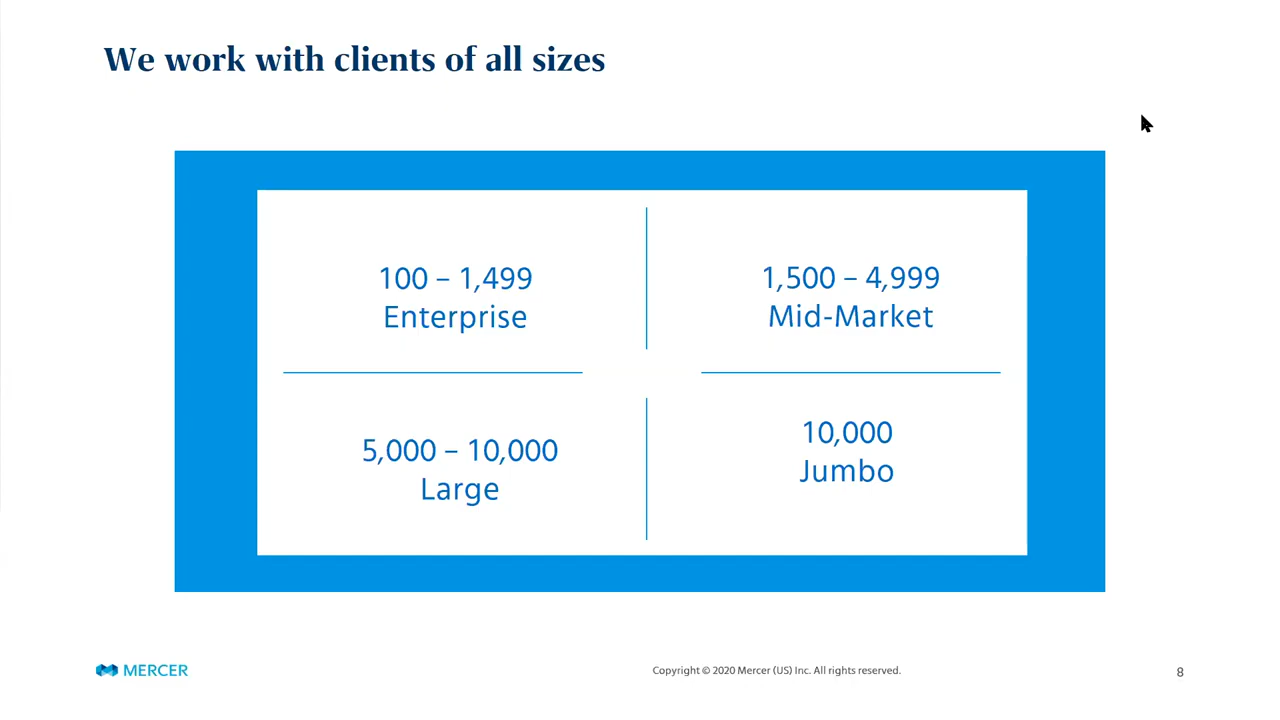 We work with clients of all sizes
100 – 1,499
Enterprise
1,500 – 4,999
Mid-Market
5,000 – 10,000
Large
10,000
Jumbo
MERCER
Copyright © 2020 Mercer (US) Inc. All rights reserved.
8